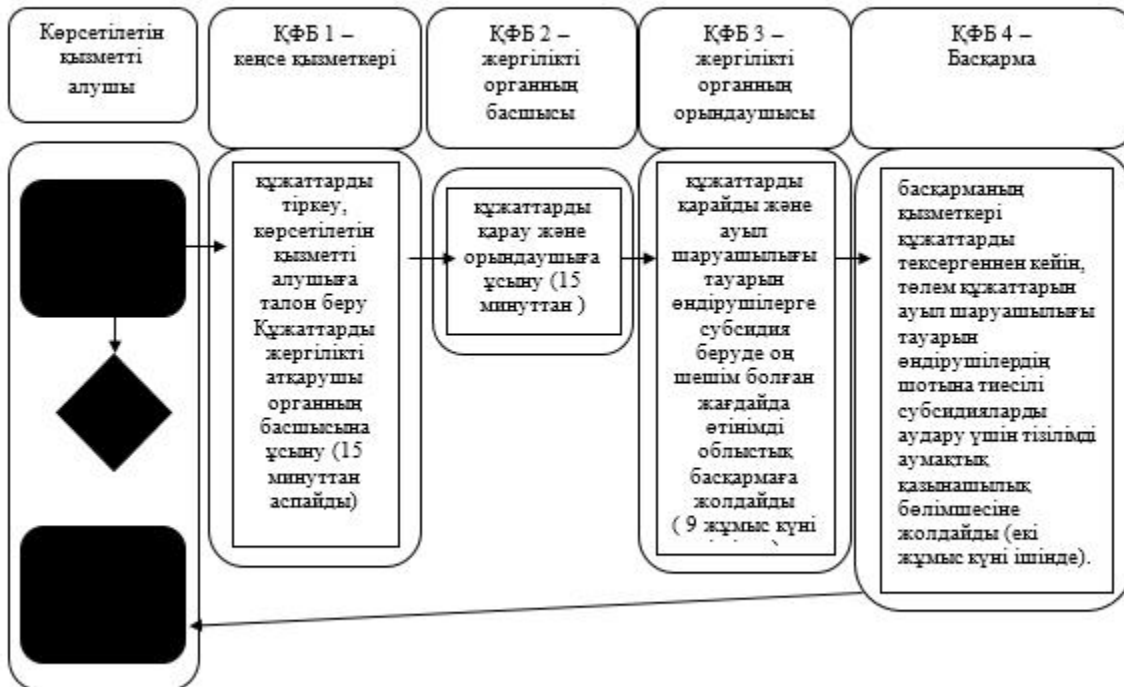 Көрсетілетін
қызметті
алушы
ҚФБ 1 –
кеңсе қызметкері
ҚФБ 2 –
жергілікті
органның
басшысы
ҚФБ 3 –
жергілікті
органның
орындаушысы
ҚФБ 4 –
Басқарма
құжаттарды
тіркеу,
көрсетілетін
қызметті
алушыға
талон беру
Құжаттарды
жергілікті
атқарушы
органның
басшысына
ұсыну (15
минуттан
аспайды)
құжаттарды
қарау және
орындаушыға
ұсыну (15
минуттан )
құжаттарды
қарайды және
ауыл
шаруашылығы
тауарын
өндірушілерге
субсидия
беруде оң
шешім болған
жағдайда
өтінімді
облыстық
басқармаға
жолдайды
( 9 жұмыс күні
басқарманың
қызметкері
құжаттарды
тексергеннен кейін,
төлем құжаттарын
ауыл шаруашылығы
тауарын
өндірушілердің
шотына тиесілі
субсидияларды
аудару үшін тізілімді
аумақтық
қазынашылық
бөлімшесіне
жолдайды (екі
жұмыс күні ішінде).